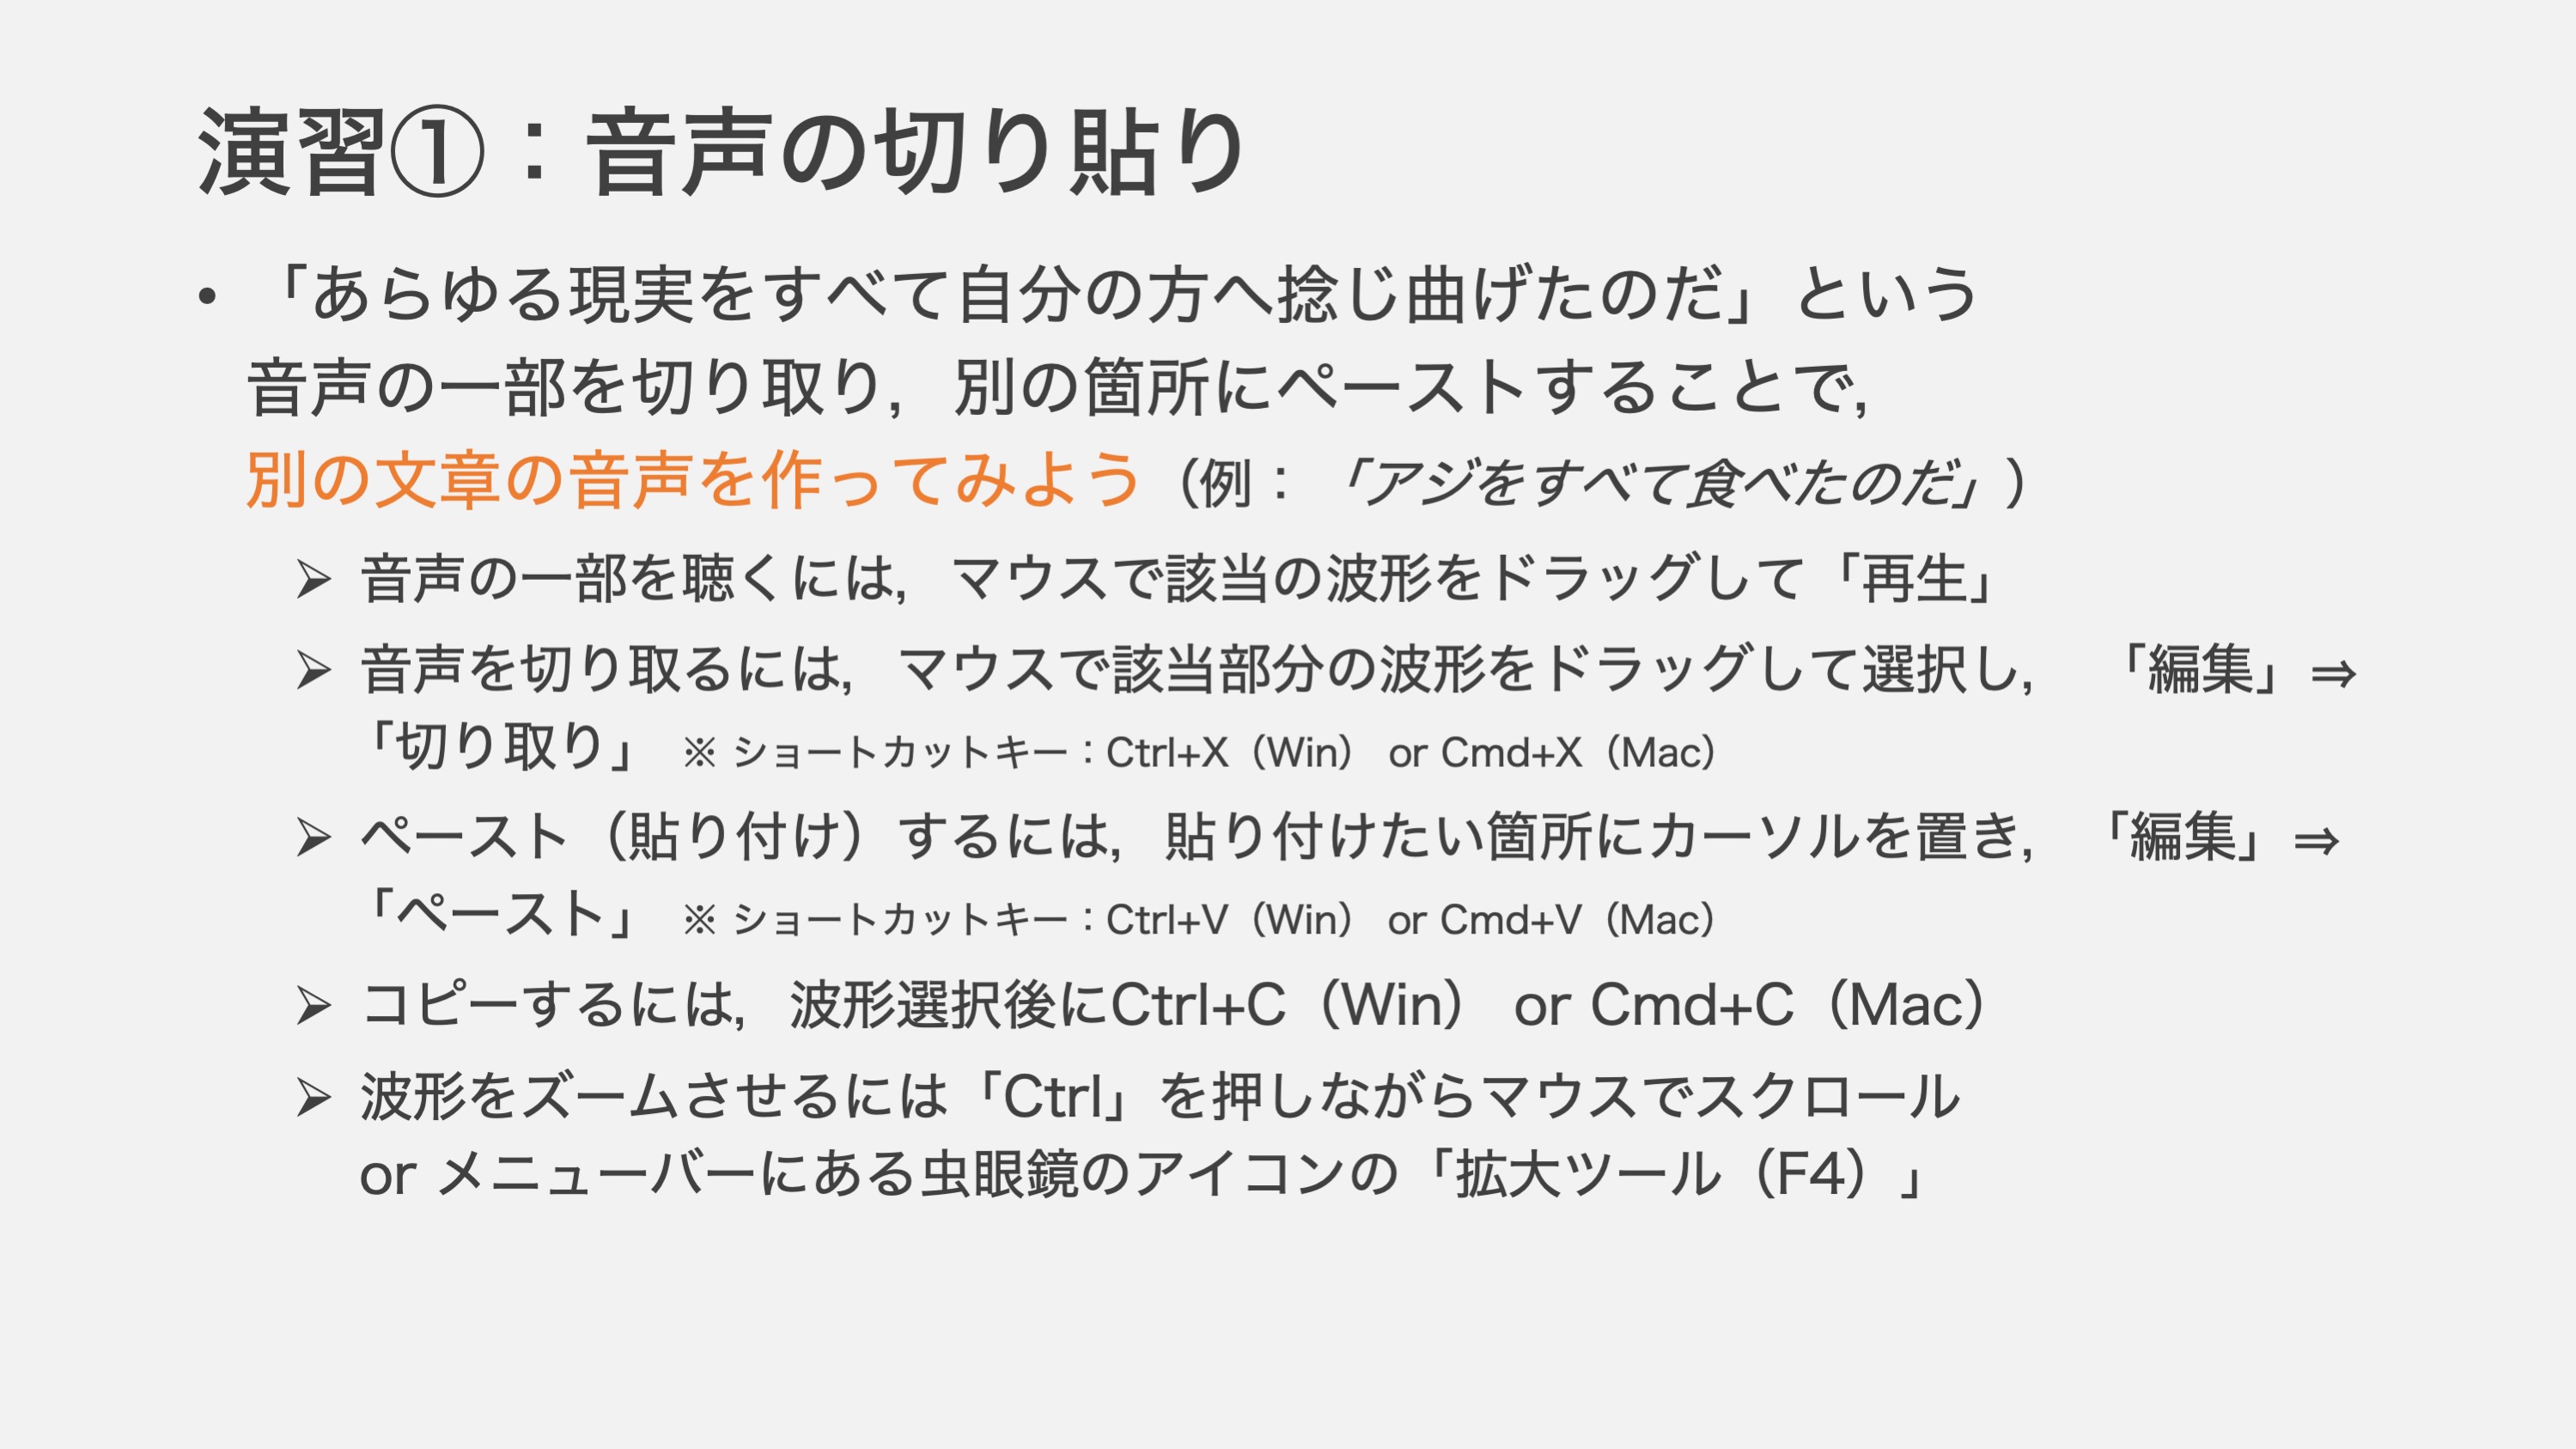 演習①：音声の切り貼り
• 「あらゆる現実をすべて自分の方へ捻じ曲げたのだ」という
音声の一部を切り取り，別の箇所にペーストすることで，
別の文章の音声を作ってみよう（例：「アジをすべて食べたのだ」）
➢ 音声の一部を聴くには，マウスで該当の波形をドラッグして「再生」
➢ 音声を切り取るには，マウスで該当部分の波形をドラッグして選択し，「編集」⇒
「切り取り」 ※ ショートカットキー：Ctrl+X（Win） or Cmd+X（Mac）
➢ ペースト（貼り付け）するには，貼り付けたい箇所にカーソルを置き，「編集」⇒
「ペースト」 ※ ショートカットキー：Ctrl+V（Win） or Cmd+V（Mac）
➢ コピーするには，波形選択後にCtrl+C（Win） or Cmd+C（Mac）
➢ 波形をズームさせるには「Ctrl」を押しながらマウスでスクロール
or メニューバーにある虫眼鏡のアイコンの「拡大ツール（F4）」